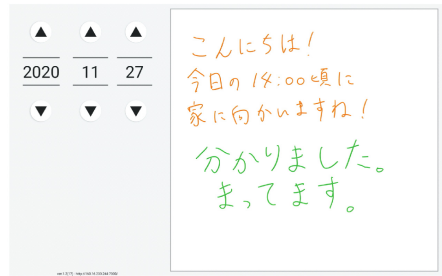 2020 11 27
こんにちは!
今日の14:00頃に
家に向かいますね!
分かりました。
まってます。